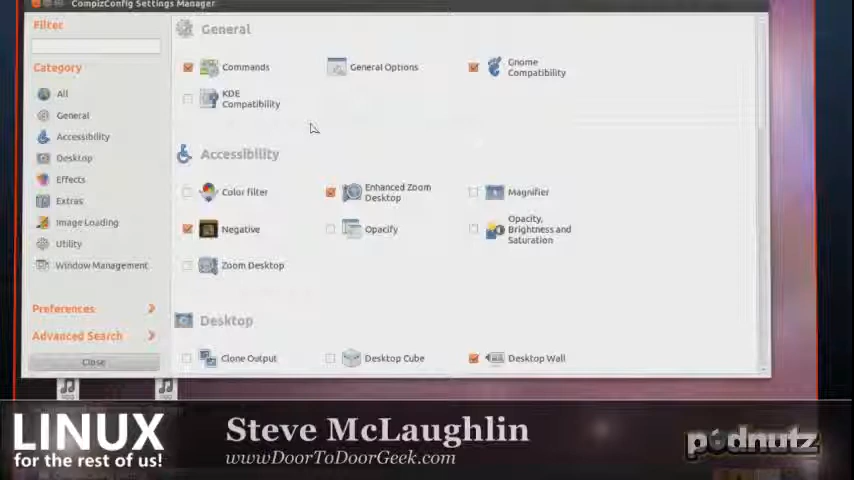 CompizConfig Settings Manager
Filter
Category
All
General
Accessibility
Desktop
Effects
Extras
Image Loading
Utility
Window Management
Preferences
Advanced Search
Close
General
Commands
General Options
Gnome
Compatibility
KDE
Compatibility
Accessibility
Color filter
Enhanced Zoom
Desktop
Magnifier
Negative
Opacify
Opacity,
Brightness and
Saturation
Zoom Desktop
Desktop
Clone Output
Desktop Cube
Desktop Wall
LINUX
for the rest of us!
Steve McLaughlin
www.DoorToDoorGeek.com
podnutz